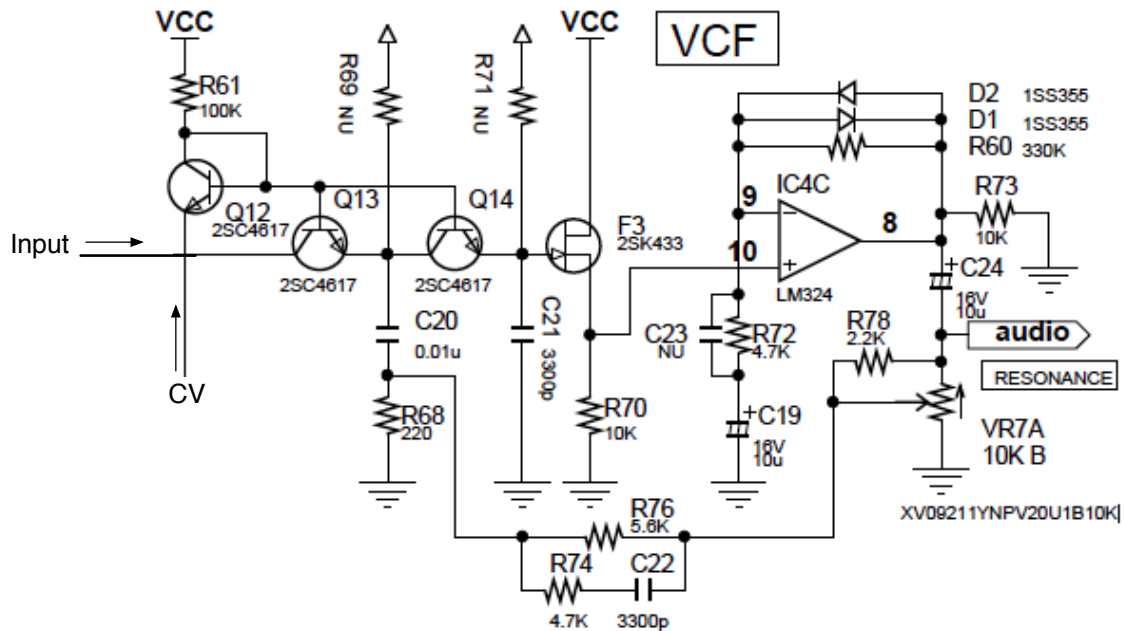 VCC
R61
100K
R69 NU
R71 NU
VCC
VCF
D2 1SS355
D1 1SS355
R60 330K
Q12
2SC4617
Q13
2SC4617
Q14
2SC4617
F3
2SK433
IC4C
9
10
8
LM324
R73
10K
Input
CV
C20
0.01u
C21
3300p
C23
NU
R72
4.7K
+
C24
16V
10u
R78
2.2K
audio
RESONANCE
R68
220
R70
10K
+
C19
16V
10u
VR7A
10K B
XV09211YNPV20U1B10K
R76
5.6K
R74
4.7K
C22
3300p